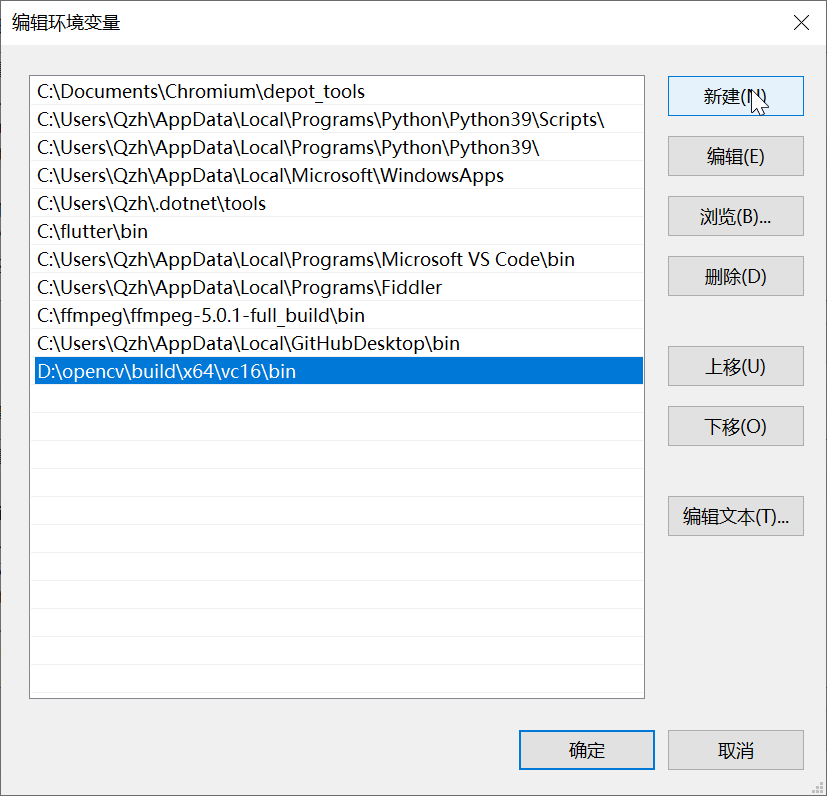 编辑环境变量
C:\Documents\Chromium\depot_tools
C:\Users\Qzh\AppData\Local\Programs\Python\Python39\Scripts\
C:\Users\Qzh\AppData\Local\Programs\Python\Python39\
C:\Users\Qzh\AppData\Local\Microsoft\WindowsApps
C:\Users\Qzh\.dotnet\tools
C:\flutter\bin
C:\Users\Qzh\AppData\Local\Programs\Microsoft VS Code\bin
C:\Users\Qzh\AppData\Local\Programs\Fiddler
C:\ffmpeg\ffmpeg-5.0.1-full_build\bin
C:\Users\Qzh\AppData\Local\GitHubDesktop\bin
D:\opencv\build\x64\vc16\bin
新建(N)
编辑(E)
浏览(B)...
删除(D)
上移(U)
下移(O)
编辑文本(T)...
确定
取消